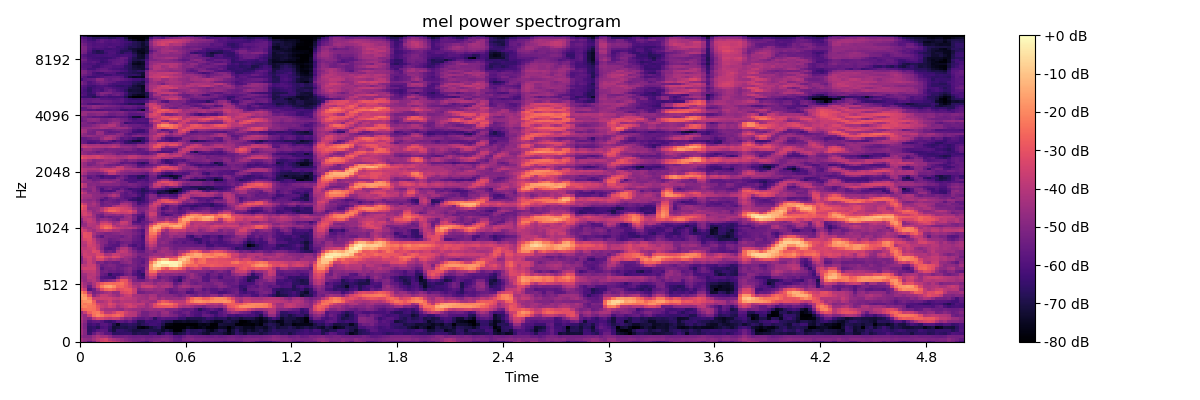 mel power spectrogram
8192
4096
2048
1024
512
0
Hz
0 0.6 1.2 1.8 2.4 3 3.6 4.2 4.8
Time
+0 dB
-10 dB
-20 dB
-30 dB
-40 dB
-50 dB
-60 dB
-70 dB
-80 dB